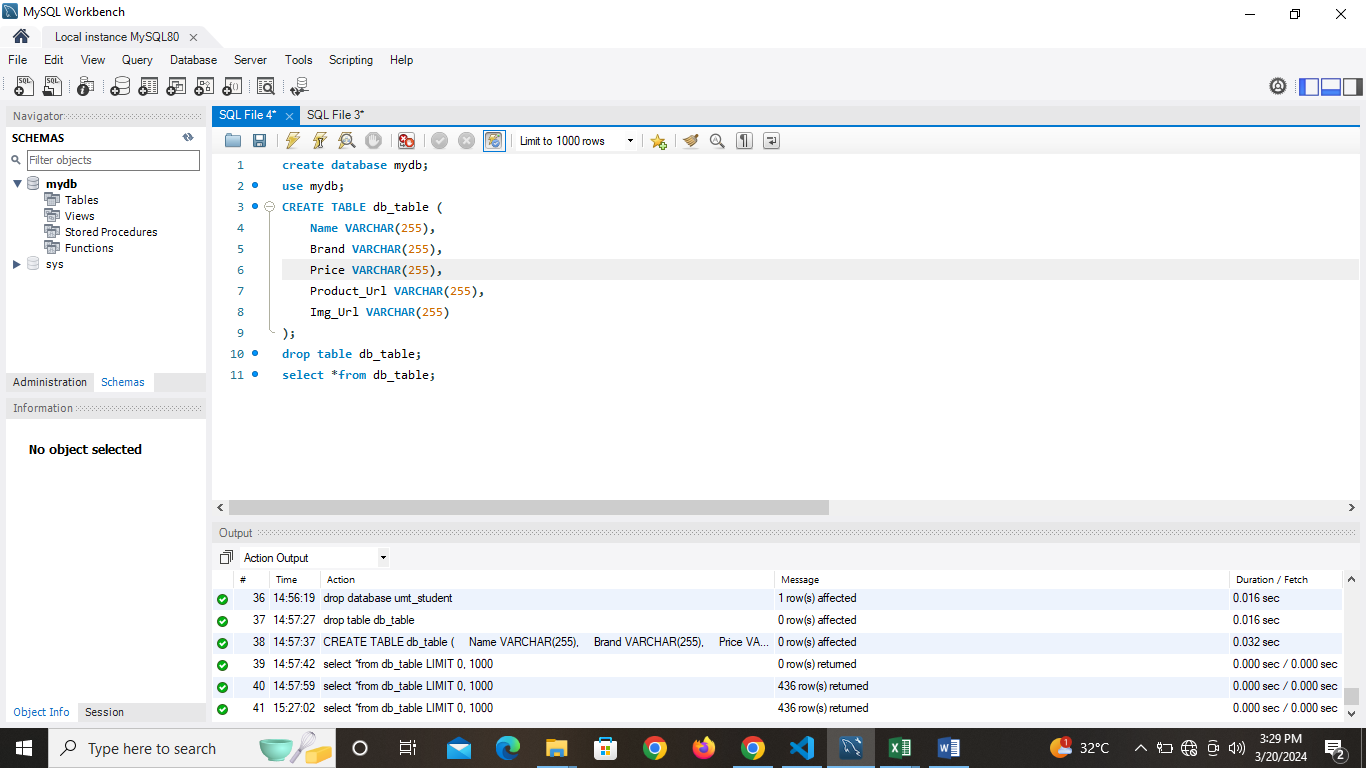 MySQL Workbench
Local instance MySQL80
File Edit View Query Database Server Tools Scripting Help
Navigator
SCHEMAS
Filter objects
mydb
Tables
Views
Stored Procedures
Functions
sys
Administration Schemas
Information
No object selected
Object Info Session
SQL File 4* SQL File 3*
Limit to 1000 rows
1 create database mydb;
2 use mydb;
3 CREATE TABLE db_table (
4 Name VARCHAR(255),
5 Brand VARCHAR(255),
6 Price VARCHAR(255),
7 Product_Url VARCHAR(255),
8 Img_Url VARCHAR(255)
9 );
10 drop table db_table;
11 select *from db_table;
Output
Action Output
# Time Action Message Duration / Fetch
36 14:56:19 drop database umt_student 1 row(s) affected 0.016 sec
37 14:57:27 drop table db_table 0 row(s) affected 0.016 sec
38 14:57:37 CREATE TABLE db_table ( Name VARCHAR(255), Brand VARCHAR(255), Price VA... 0 row(s) affected 0.032 sec
39 14:57:42 select *from db_table LIMIT 0, 1000 0 row(s) returned 0.000 sec / 0.000 sec
40 14:57:59 select *from db_table LIMIT 0, 1000 436 row(s) returned 0.000 sec / 0.000 sec
41 15:27:02 select *from db_table LIMIT 0, 1000 436 row(s) returned 0.000 sec / 0.000 sec
Type here to search
1
32°C
3:29 PM
3/20/2024
2